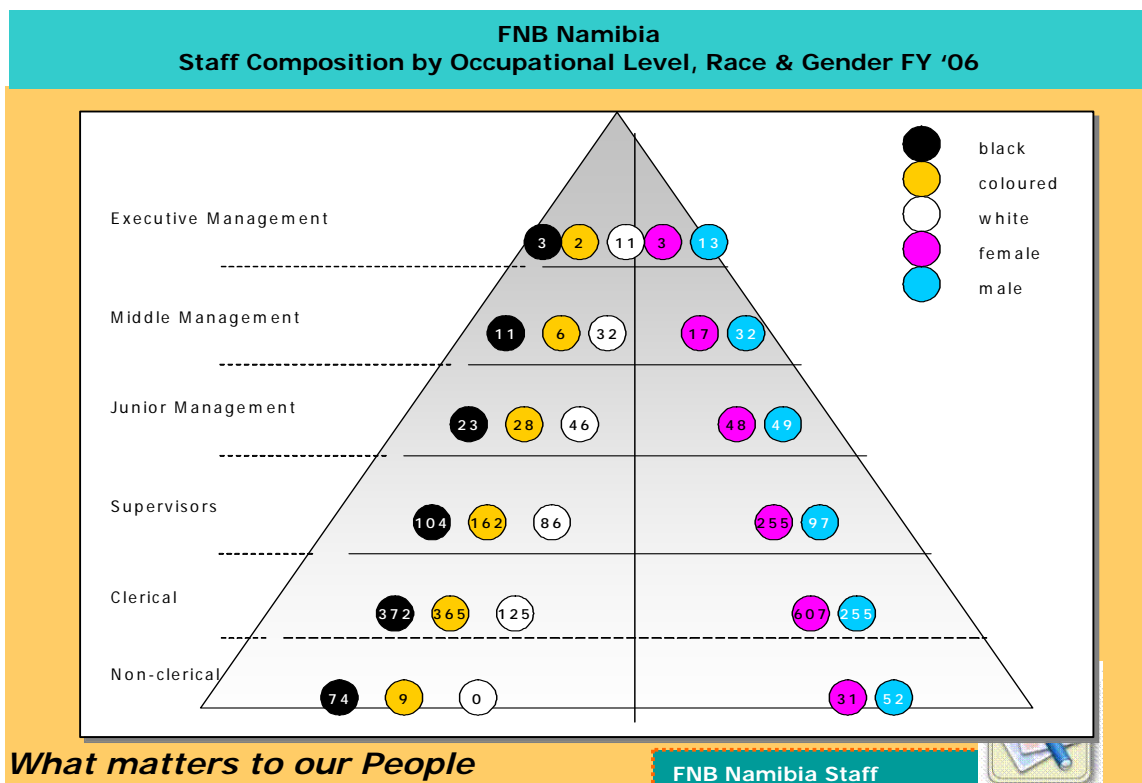 FNB Namibia
Staff Composition by Occupational Level, Race & Gender FY ‘06
black
coloured
white
female
male
Executive Management
3 2 11 3 13
Middle Management
11 6 32 17 32
Junior Management
23 28 46 48 49
Supervisors
104 162 86 255 97
Clerical
372 365 125 607 255
Non-clerical
74 9 0 31 52
What matters to our People
FNB Namibia Staff